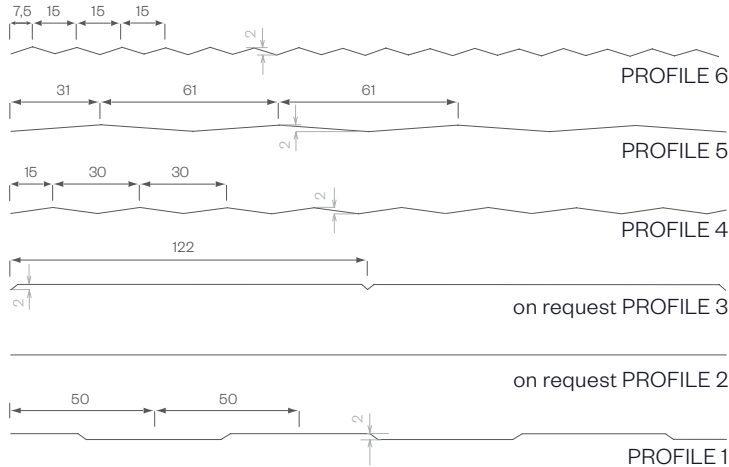 7,5 15 15 15
2
PROFILE 6
31 61 61
2
PROFILE 5
15 30 30
2
PROFILE 4
122
2
on request PROFILE 3
on request PROFILE 2
50 50
2
PROFILE 1